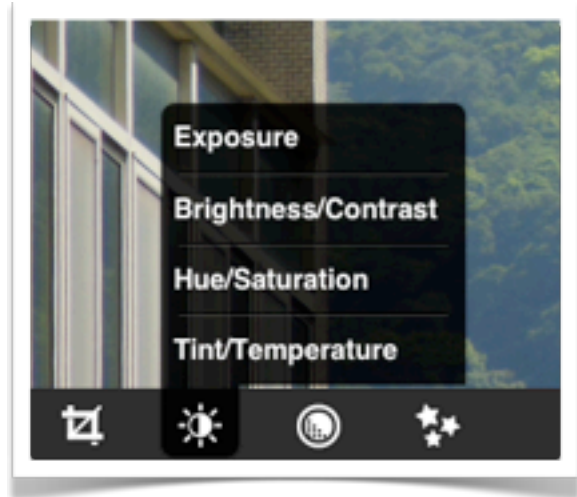 Exposure
Brightness/Contrast
Hue/Saturation
Tint/Temperature